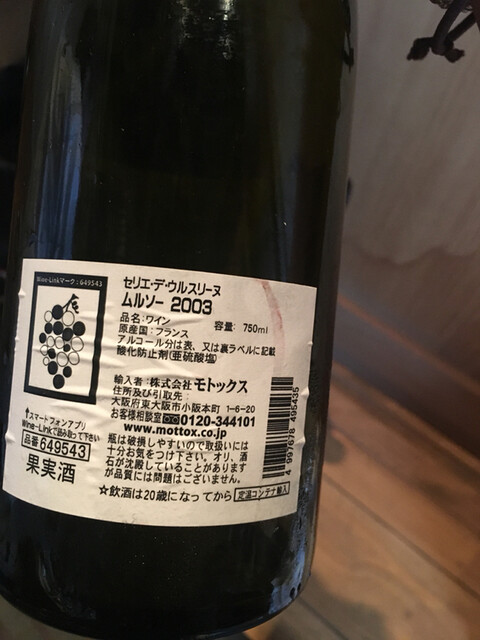 Wine-Linkマーク:649543
セリエ・デ・ウルスリーヌ
ムルソー 2003
品名:ワイン 容量: 750ml
原産国:フランス
アルコール分は表、又は裏ラベルに記載
酸化防止剤(亜硫酸塩)
輸入者:株式会社 モトックス
住所及び引取先:
大阪府東大阪市小阪本町 1-6-20
お客様相談室 0120-344101
www.mottox.co.jp
↑スマートフォンアプリ
Wine-Linkで読み取って下さい
品番 649543
果実酒
瓶は破損しやすいので取扱いには
十分お気をつけ下さい。オリ、酒
石が沈殿していることがあります
が品質には問題はございません。
☆飲酒は20歳になってから 定温コンテナ輸入
4 997678 495435